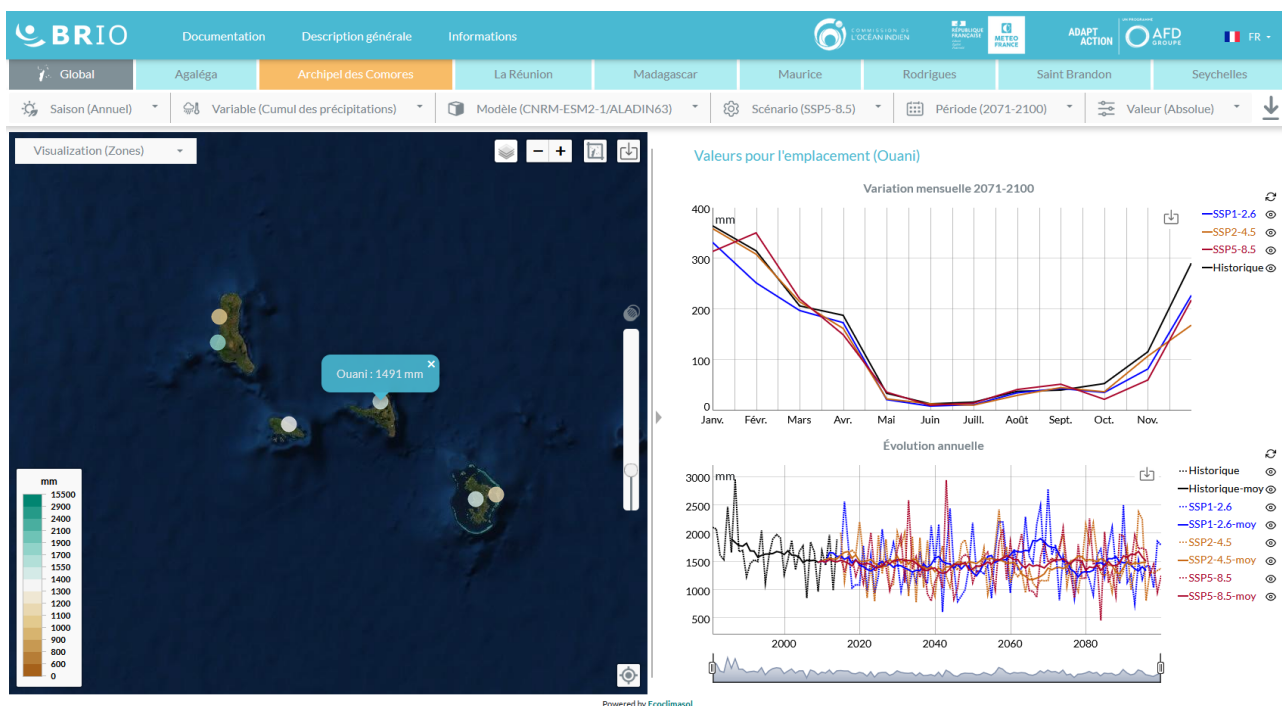 BRIO
Documentation
Description générale
Informations
COMMISSION DE
L'OCÉAN INDIEN
RÉPUBLIQUE
FRANÇAISE
METEO
FRANCE
ADAPT
ACTION
UN PROGRAMME
AFD
GROUPE
FR
Global
Agaléga
Archipel des Comores
La Réunion
Madagascar
Maurice
Rodrigues
Saint Brandon
Seychelles
Saison (Annuel)
Variable (Cumul des précipitations)
Modèle (CNRM-ESM2-1/ALADIN63)
Scénario (SSP5-8.5)
Période (2071-2100)
Valeur (Absolue)
Visualization (Zones)
Ouani : 1491 mm
×
mm
15500
2900
2400
2100
1900
1700
1550
1400
1300
1200
1100
1000
900
800
600
0
Valeurs pour l'emplacement (Ouani)
Variation mensuelle 2071-2100
mm
400
300
200
100
0
Janv. Févr. Mars Avr. Mai Juin Juill. Août Sept. Oct. Nov.
SSP1-2.6
SSP2-4.5
SSP5-8.5
Historique
Évolution annuelle
mm
3000
2500
2000
1500
1000
500
2000 2020 2040 2060 2080
Historique
Historique-moy
SSP1-2.6
SSP1-2.6-moy
SSP2-4.5
SSP2-4.5-moy
SSP5-8.5
SSP5-8.5-moy
Powered by Ecoclimasol